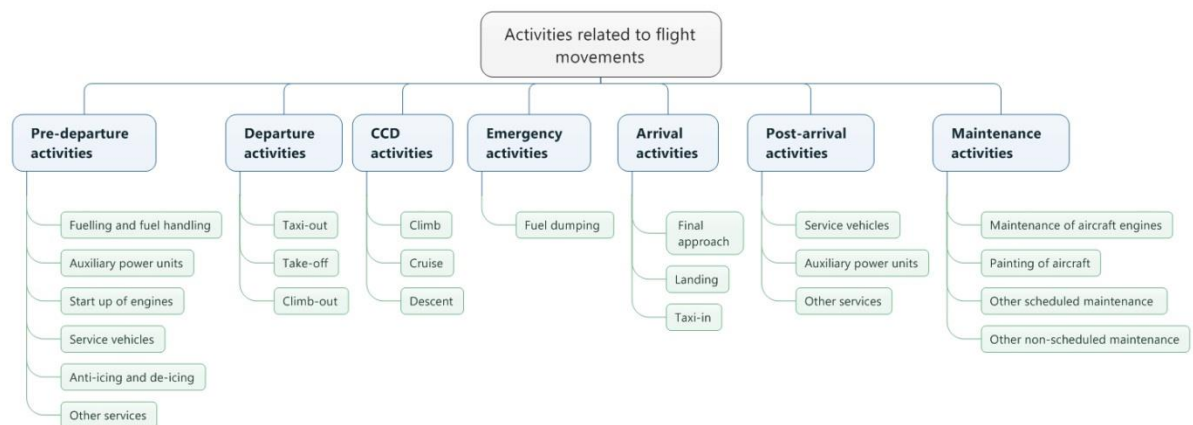 Activities related to flight
movements
Pre-departure
activities
Fuelling and fuel handling
Auxiliary power units
Start up of engines
Service vehicles
Anti-icing and de-icing
Other services
Departure
activities
Taxi-out
Take-off
Climb-out
CCD
activities
Climb
Cruise
Descent
Emergency
activities
Fuel dumping
Arrival
activities
Final
approach
Landing
Taxi-in
Post-arrival
activities
Service vehicles
Auxiliary power units
Other services
Maintenance
activities
Maintenance of aircraft engines
Painting of aircraft
Other scheduled maintenance
Other non-scheduled maintenance